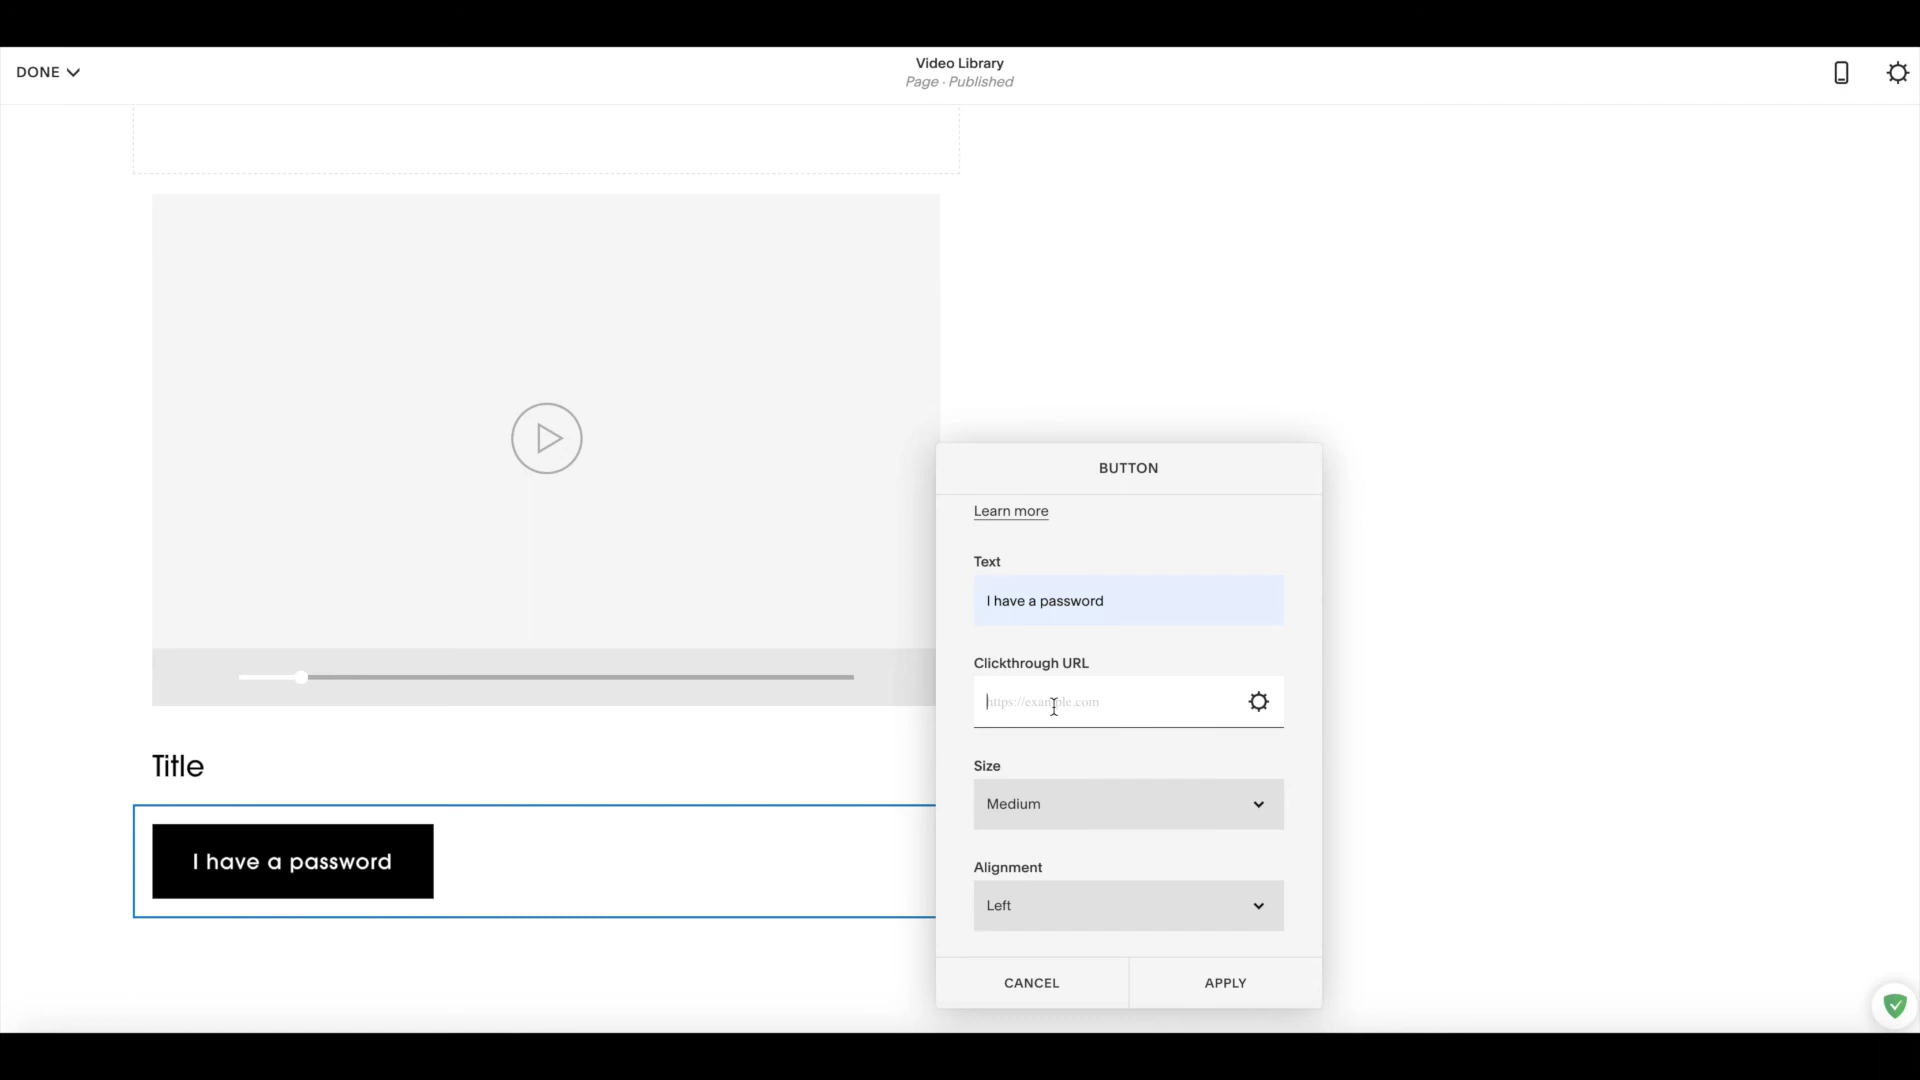 DONE
Video Library
Page · Published
BUTTON
Learn more
Text
I have a password
Clickthrough URL
https://example.com
Size
Medium
Title
Alignment
I have a password
Left
CANCEL
APPLY